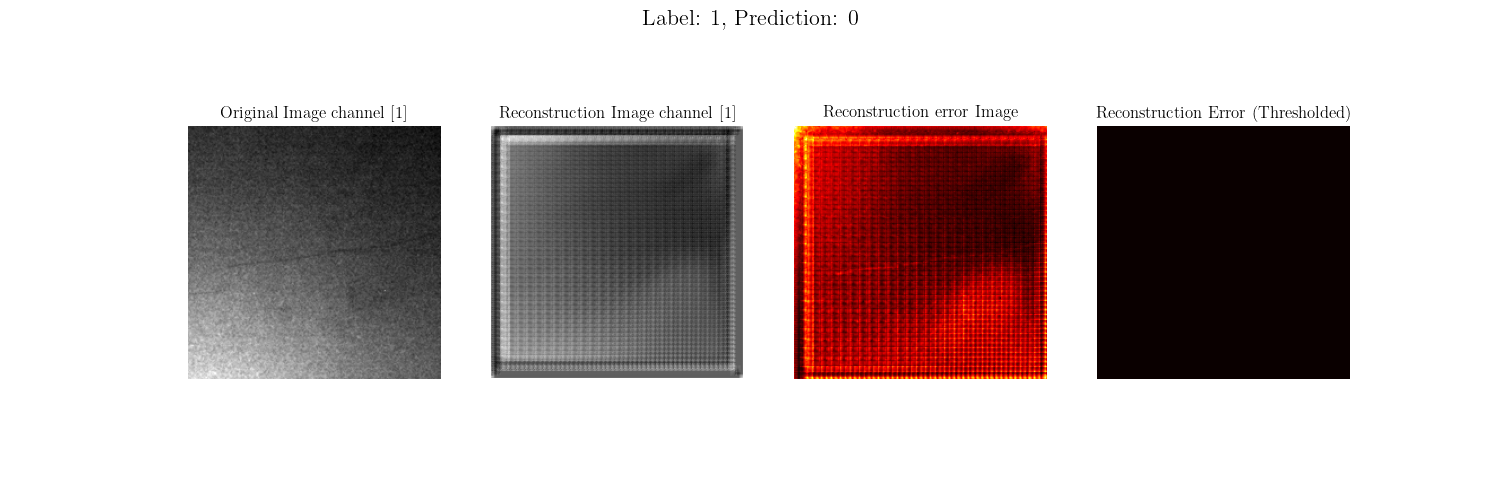 Label: 1, Prediction: 0
Original Image channel [1]
Reconstruction Image channel [1]
Reconstruction error Image
Reconstruction Error (Thresholded)